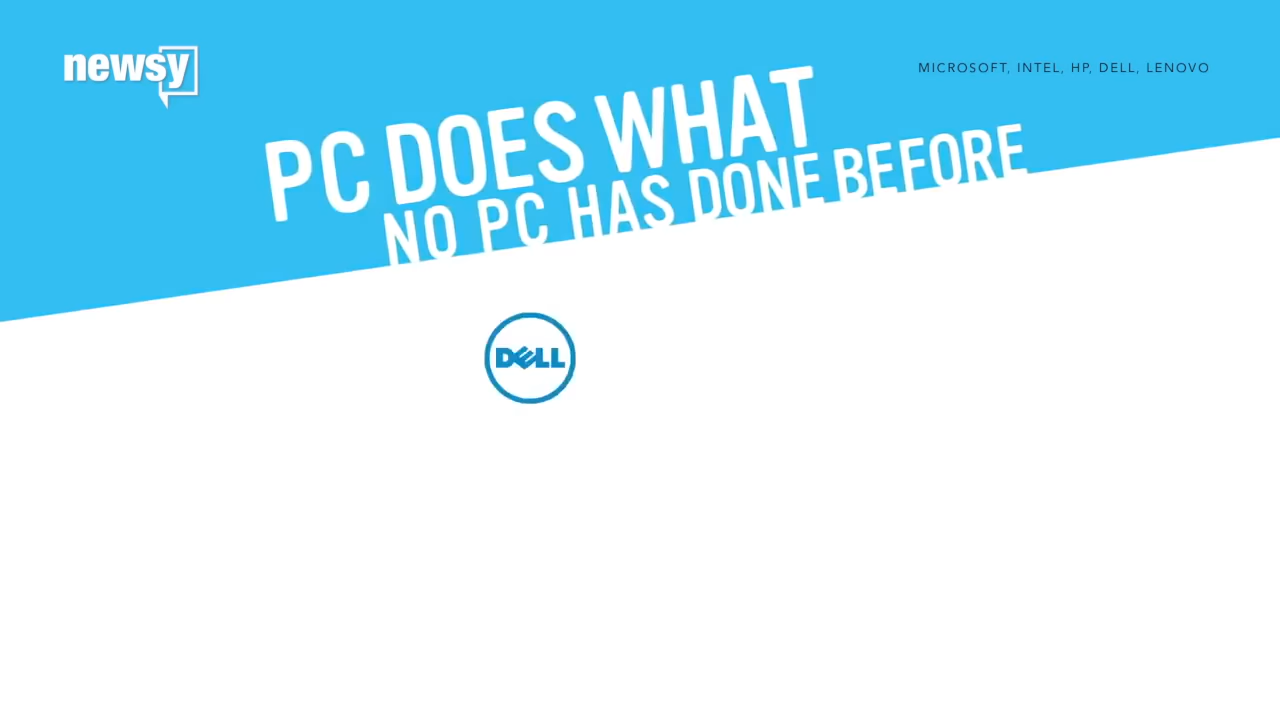 newsy
MICROSOFT, INTEL, HP, DELL, LENOVO
PC DOES WHAT
NO PC HAS DONE BEFORE
DELL